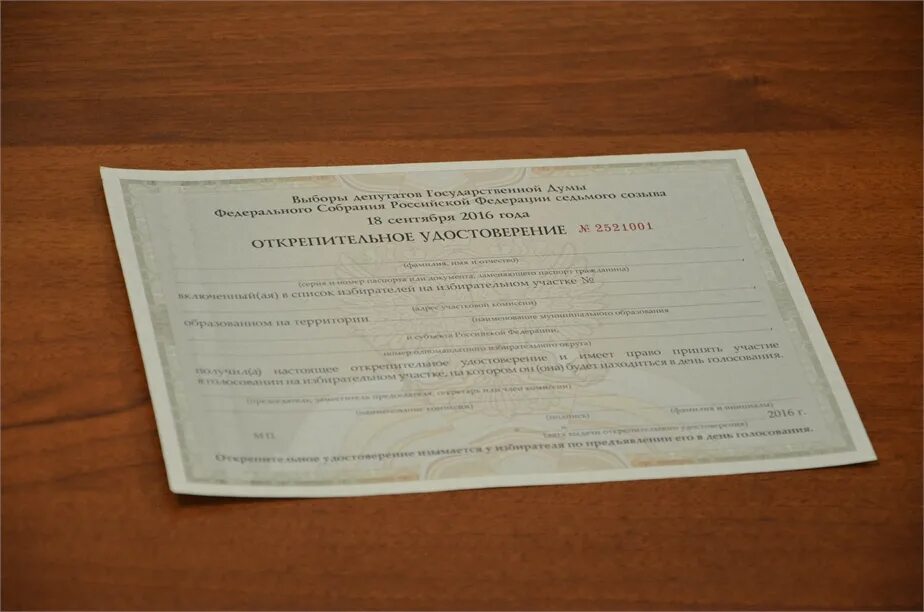 Выборы депутатов Государственной Думы
Федерального Собрания Российской Федерации седьмого созыва
18 сентября 2016 года
ОТКРЕПИТЕЛЬНОЕ УДОСТОВЕРЕНИЕ № 2521001
(фамилия, имя и отчество)
(серия и номер паспорта или документа, заменяющего паспорт гражданина)
включенный(ая) в список избирателей на избирательном участке №
(адрес участковой комиссии)
образованном на территории
(наименование муниципального образования
и субъекта Российской Федерации,
номер одномандатного избирательного округа)
получил(а) настоящее открепительное удостоверение и имеет право принять участие
в голосовании на избирательном участке, на котором он(она) будет находиться в день голосования.
(председатель, заместитель председателя, секретарь или член комиссии)
(наименование комиссии) (подпись) (фамилия и инициалы)
МП 2016 г.
(дата выдачи открепительного удостоверения)
Открепительное удостоверение изымается у избирателя по предъявлении его в день голосования.